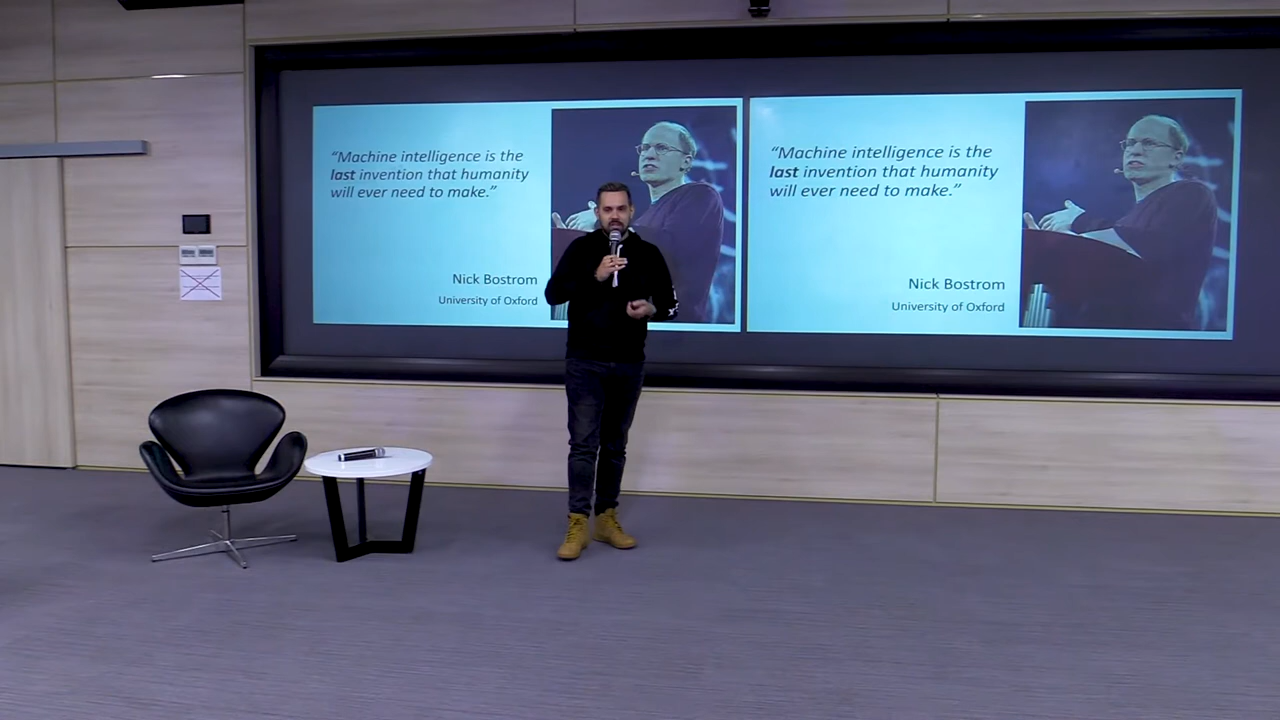 “Machine intelligence is the
last invention that humanity
will ever need to make.”
Nick Bostrom
University of Oxford
“Machine intelligence is the
last invention that humanity
will ever need to make.”
Nick Bostrom
University of Oxford